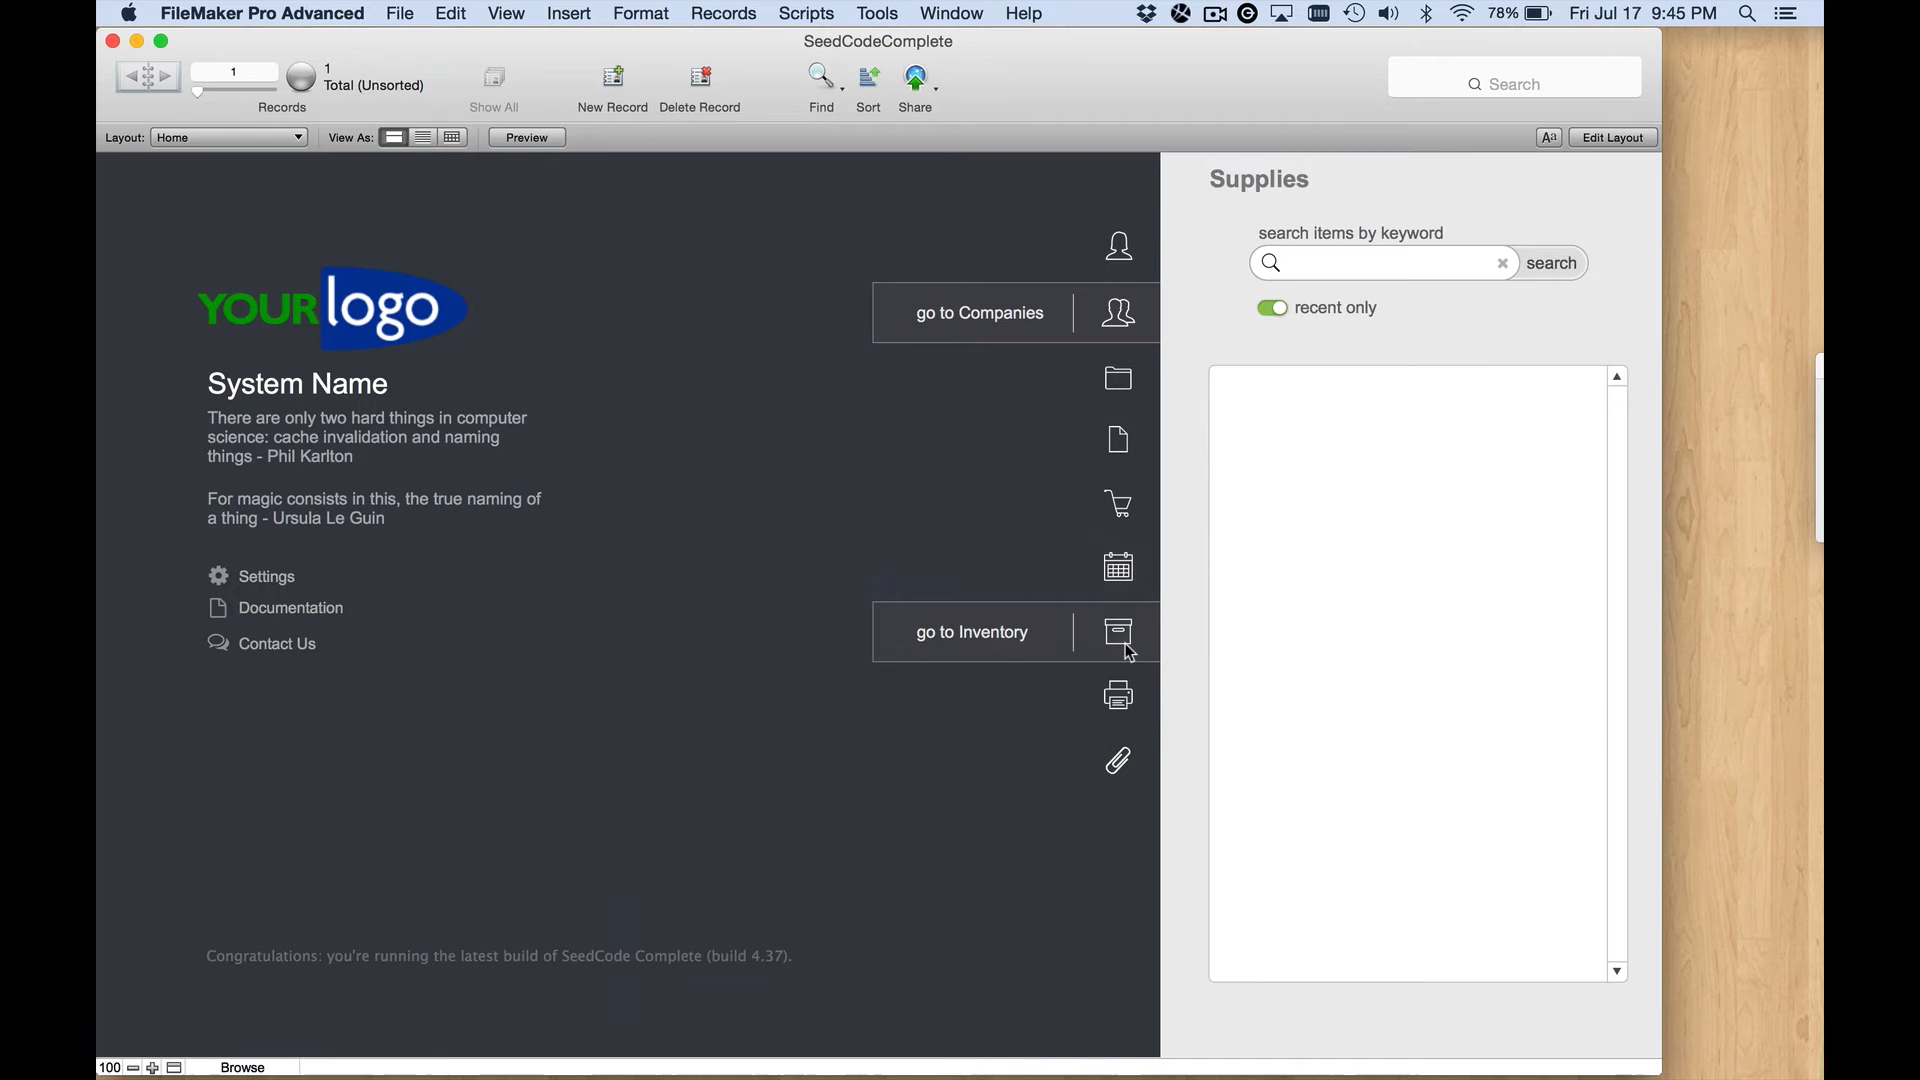 FileMaker Pro Advanced File Edit View Insert Format Records Scripts Tools Window Help 78% Fri Jul 17 9:45 PM
SeedCodeComplete
1
1
Total (Unsorted)
Records
Show All
New Record
Delete Record
Find
Sort
Share
Search
Layout: Home
View As:
Preview
Aa
Edit Layout
Supplies
search items by keyword
search
recent only
go to Companies
YOUR logo
System Name
There are only two hard things in computer
science: cache invalidation and naming
things - Phil Karlton
For magic consists in this, the true naming of
a thing - Ursula Le Guin
Settings
Documentation
Contact Us
go to Inventory
Congratulations: you're running the latest build of SeedCode Complete (build 4.37).
100
Browse